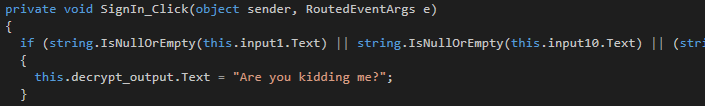 private void SignIn_Click(object sender, RoutedEventArgs e)
{
if (string.IsNullOrEmpty(this.input1.Text) || string.IsNullOrEmpty(this.input10.Text) || (str
{
this.decrypt_output.Text = "Are you kidding me?";
}